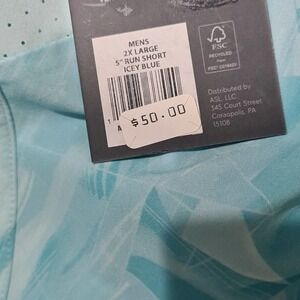 MENS
2X LARGE
5" RUN SHORT
ICEY BLUE
$50.00
FSC
RECYCLED
Paper
Distributed by
ASL, LLC.
345 Court Street
Coraopolis, PA
15108